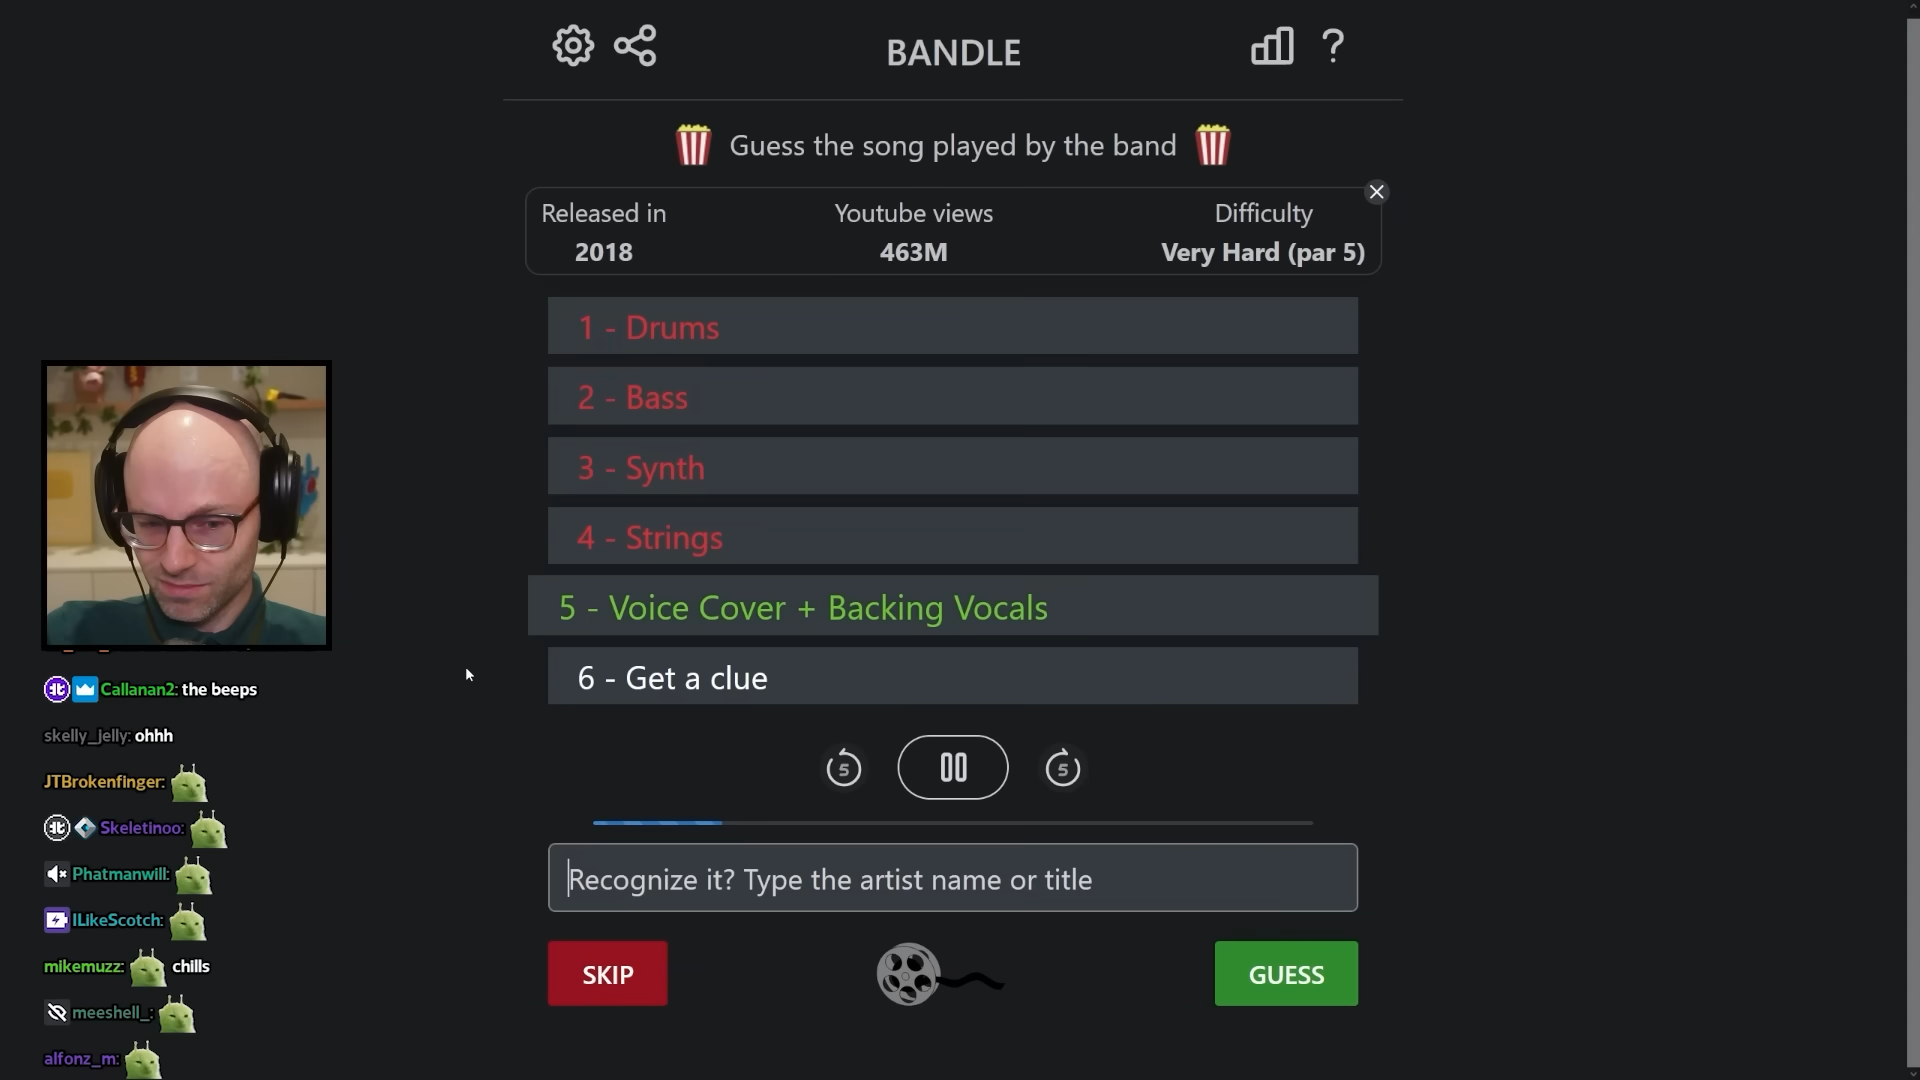 BANDLE
?
Guess the song played by the band
Released in
2018
Youtube views
463M
Difficulty
Very Hard (par 5)
1 - Drums
2 - Bass
3 - Synth
4 - Strings
5 - Voice Cover + Backing Vocals
6 - Get a clue
5
5
Recognize it? Type the artist name or title
SKIP
GUESS
Callanan2: the beeps
skelly_jelly: ohhh
JTBrokenfinger:
Skeletinoo:
Phatmanwill:
ILikeScotch:
mikemuzz: chills
meeshell_:
alfonz_m: